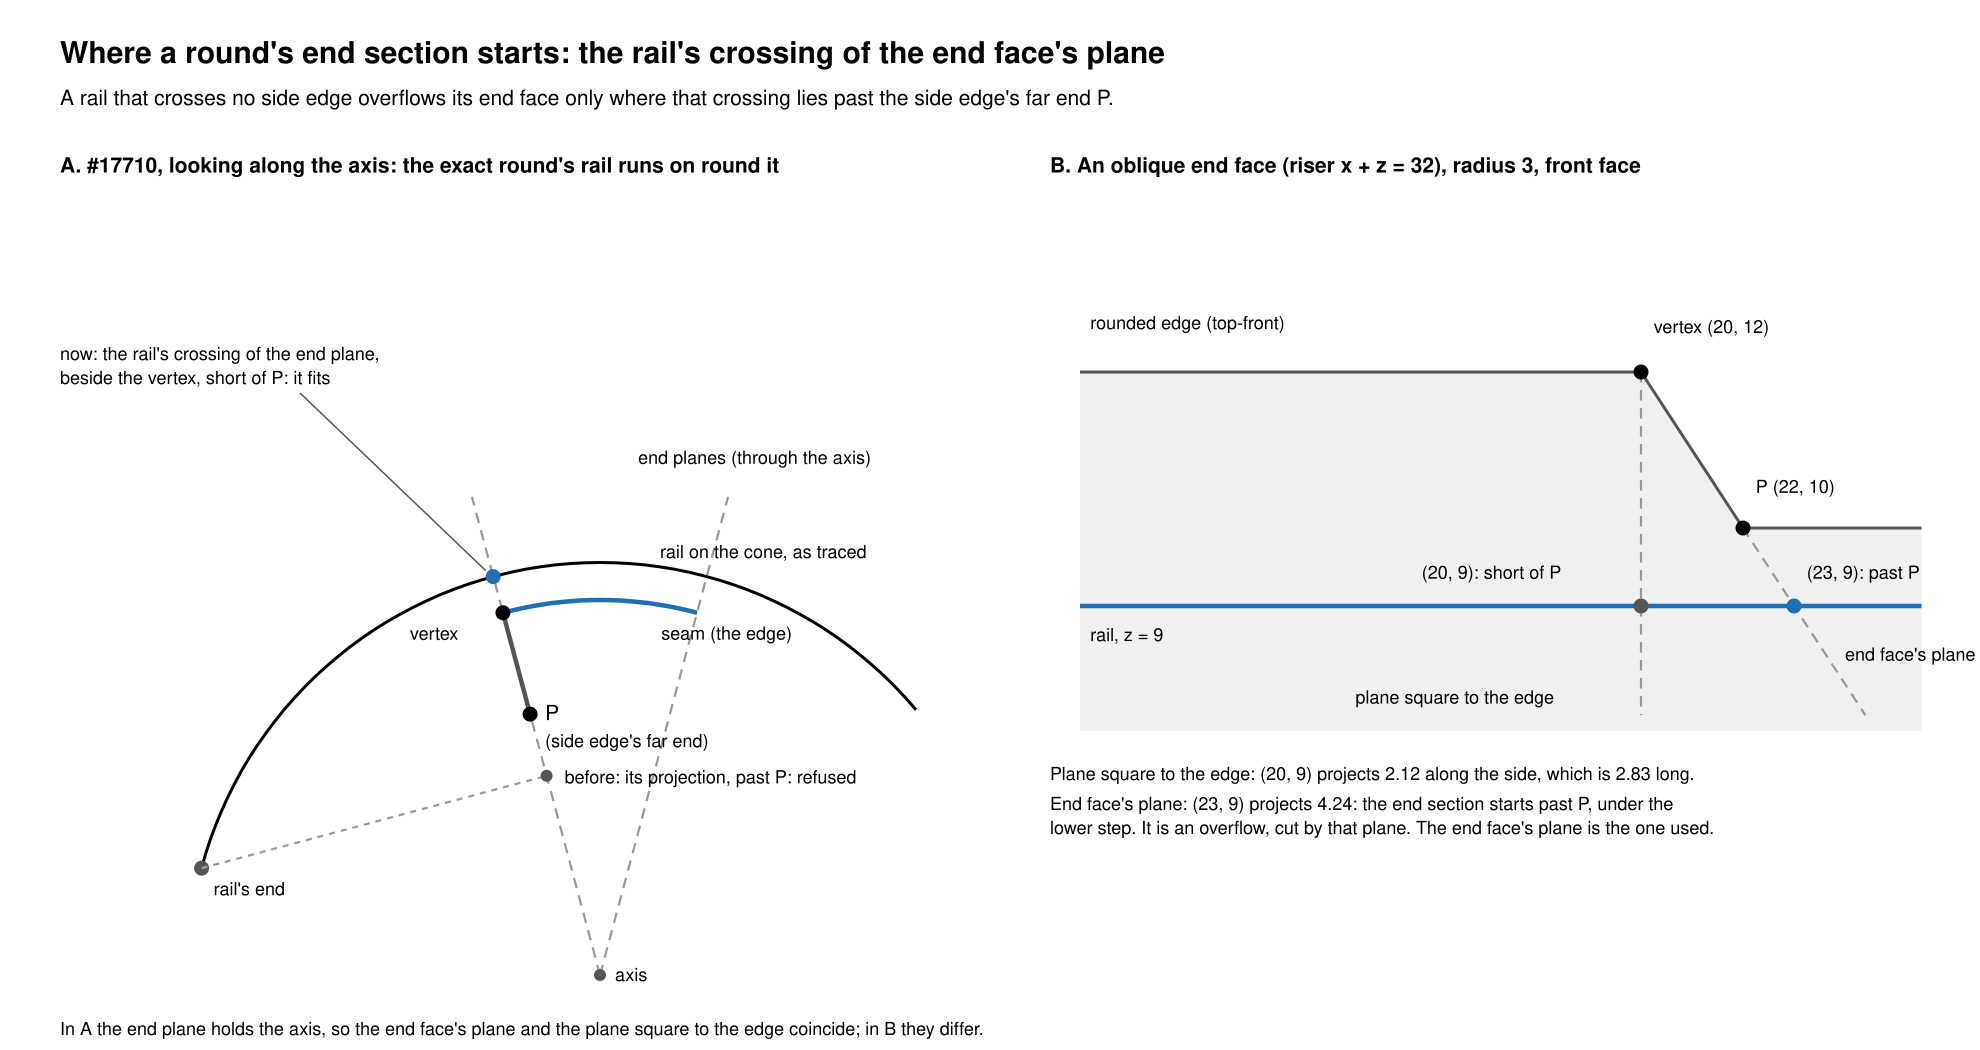 Where a round's end section starts: the rail's crossing of the end face's plane
A rail that crosses no side edge overflows its end face only where that crossing lies past the side edge's far end P.
A. #17710, looking along the axis: the exact round's rail runs on round it
now: the rail's crossing of the end plane,
beside the vertex, short of P: it fits
end planes (through the axis)
rail on the cone, as traced
vertex
seam (the edge)
P
(side edge's far end)
before: its projection, past P: refused
rail's end
axis
B. An oblique end face (riser x + z = 32), radius 3, front face
rounded edge (top-front)
vertex (20, 12)
P (22, 10)
(20, 9): short of P
(23, 9): past P
rail, z = 9
end face's plane
plane square to the edge
Plane square to the edge: (20, 9) projects 2.12 along the side, which is 2.83 long.
End face's plane: (23, 9) projects 4.24: the end section starts past P, under the
lower step. It is an overflow, cut by that plane. The end face's plane is the one used.
In A the end plane holds the axis, so the end face's plane and the plane square to the edge coincide; in B they differ.